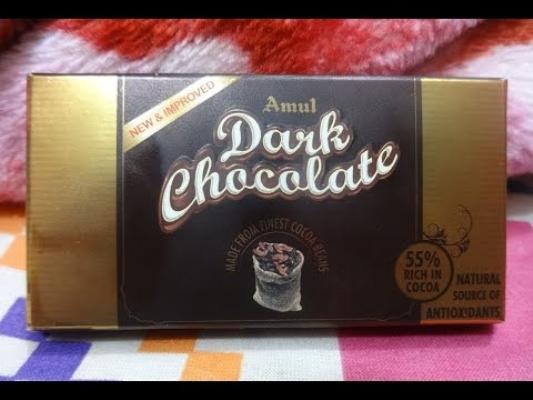 NEW & IMPROVED
Amul
Dark
Chocolate
MADE FROM FINEST COCOA BEANS
55%
RICH IN
COCOA
NATURAL
SOURCE OF
ANTIOXIDANTS